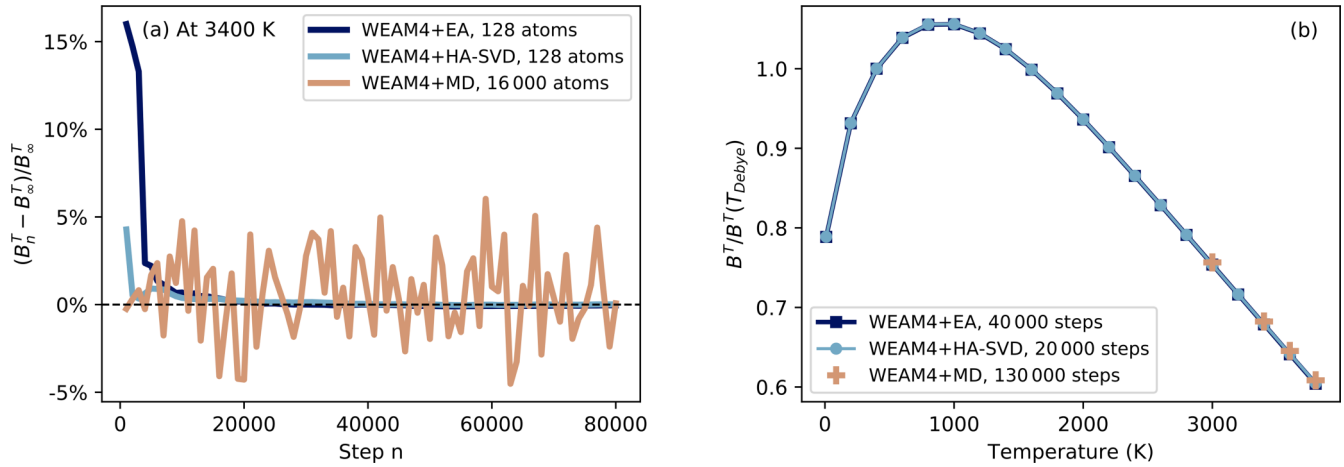 (a) At 3400 K
WEAM4+EA, 128 atoms
WEAM4+HA-SVD, 128 atoms
WEAM4+MD, 16 000 atoms
15%
10%
5%
0%
-5%
(B_n^T − B_∞^T)/B_∞^T
0 20000 40000 60000 80000
Step n
(b)
1.0
0.9
0.8
0.7
0.6
B^T/B^T(T_Debye)
WEAM4+EA, 40 000 steps
WEAM4+HA-SVD, 20 000 steps
WEAM4+MD, 130 000 steps
0 1000 2000 3000
Temperature (K)